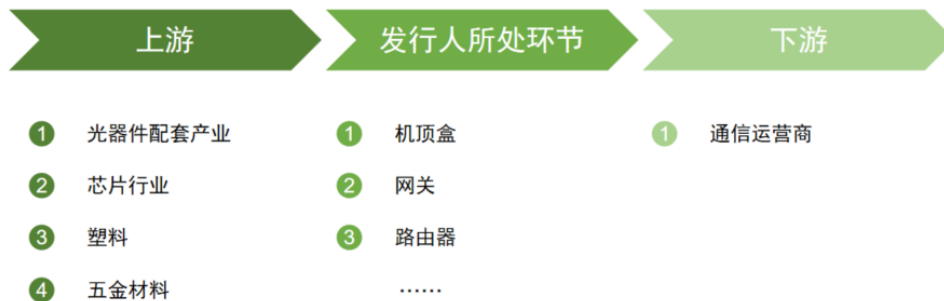 上游 发行人所处环节 下游
1 光器件配套产业 1 机顶盒 1 通信运营商
2 芯片行业 2 网关
3 塑料 3 路由器
4 五金材料 ······